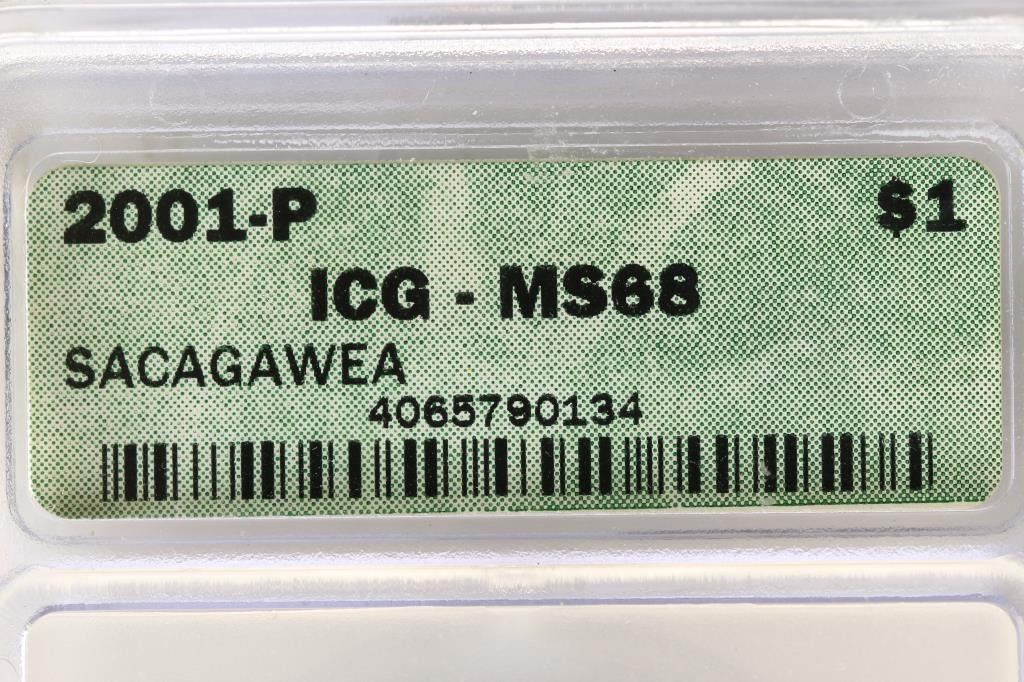 2001-P $1
ICG - MS68
SACAGAWEA
4065790134